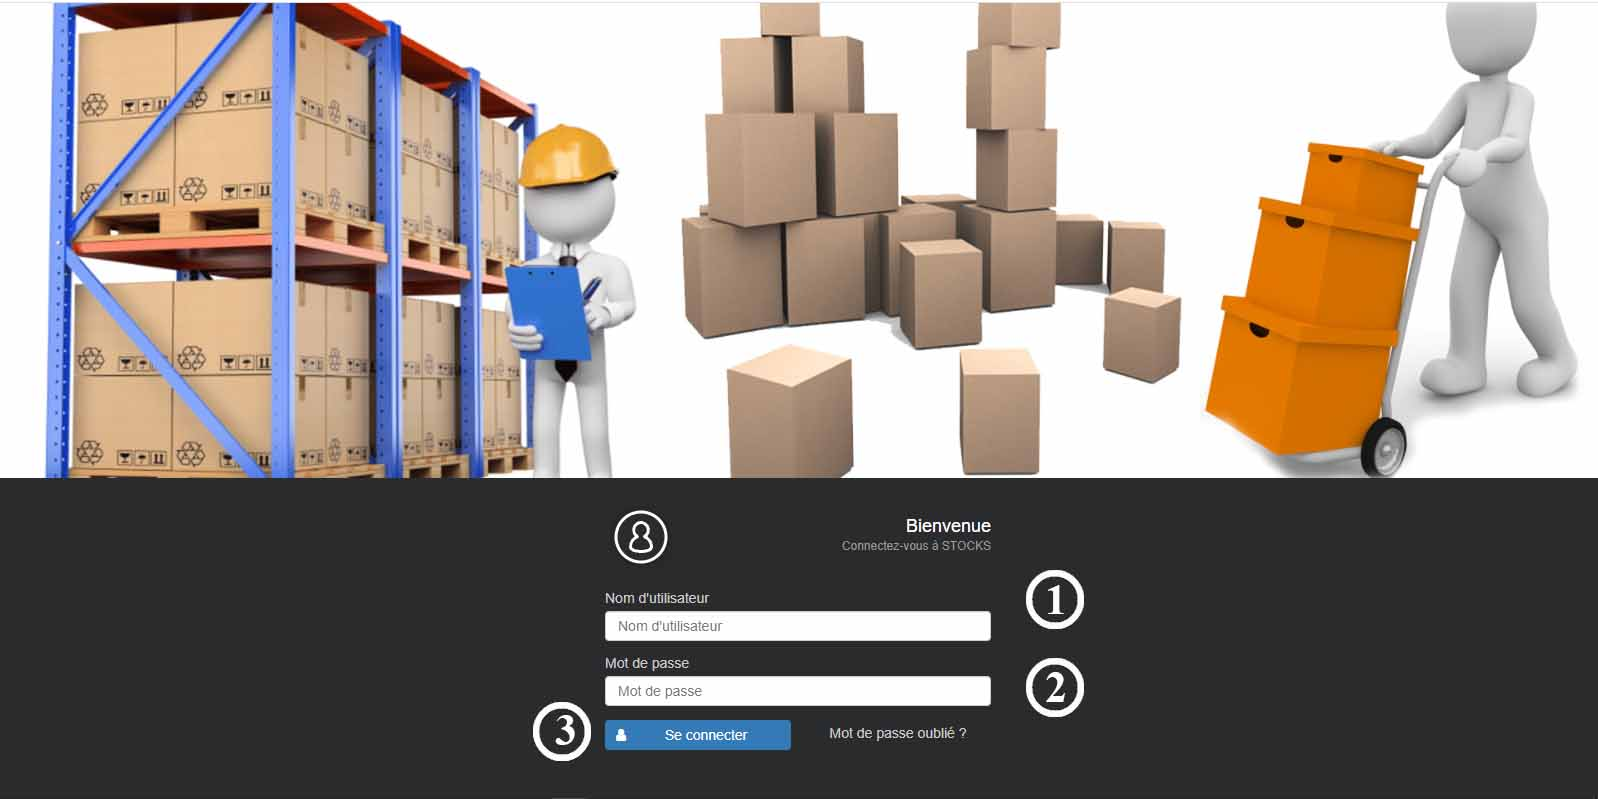 Bienvenue
Connectez-vous à STOCKS
1
Nom d'utilisateur
Nom d'utilisateur
Mot de passe
Mot de passe
2
3
Se connecter
Mot de passe oublié ?